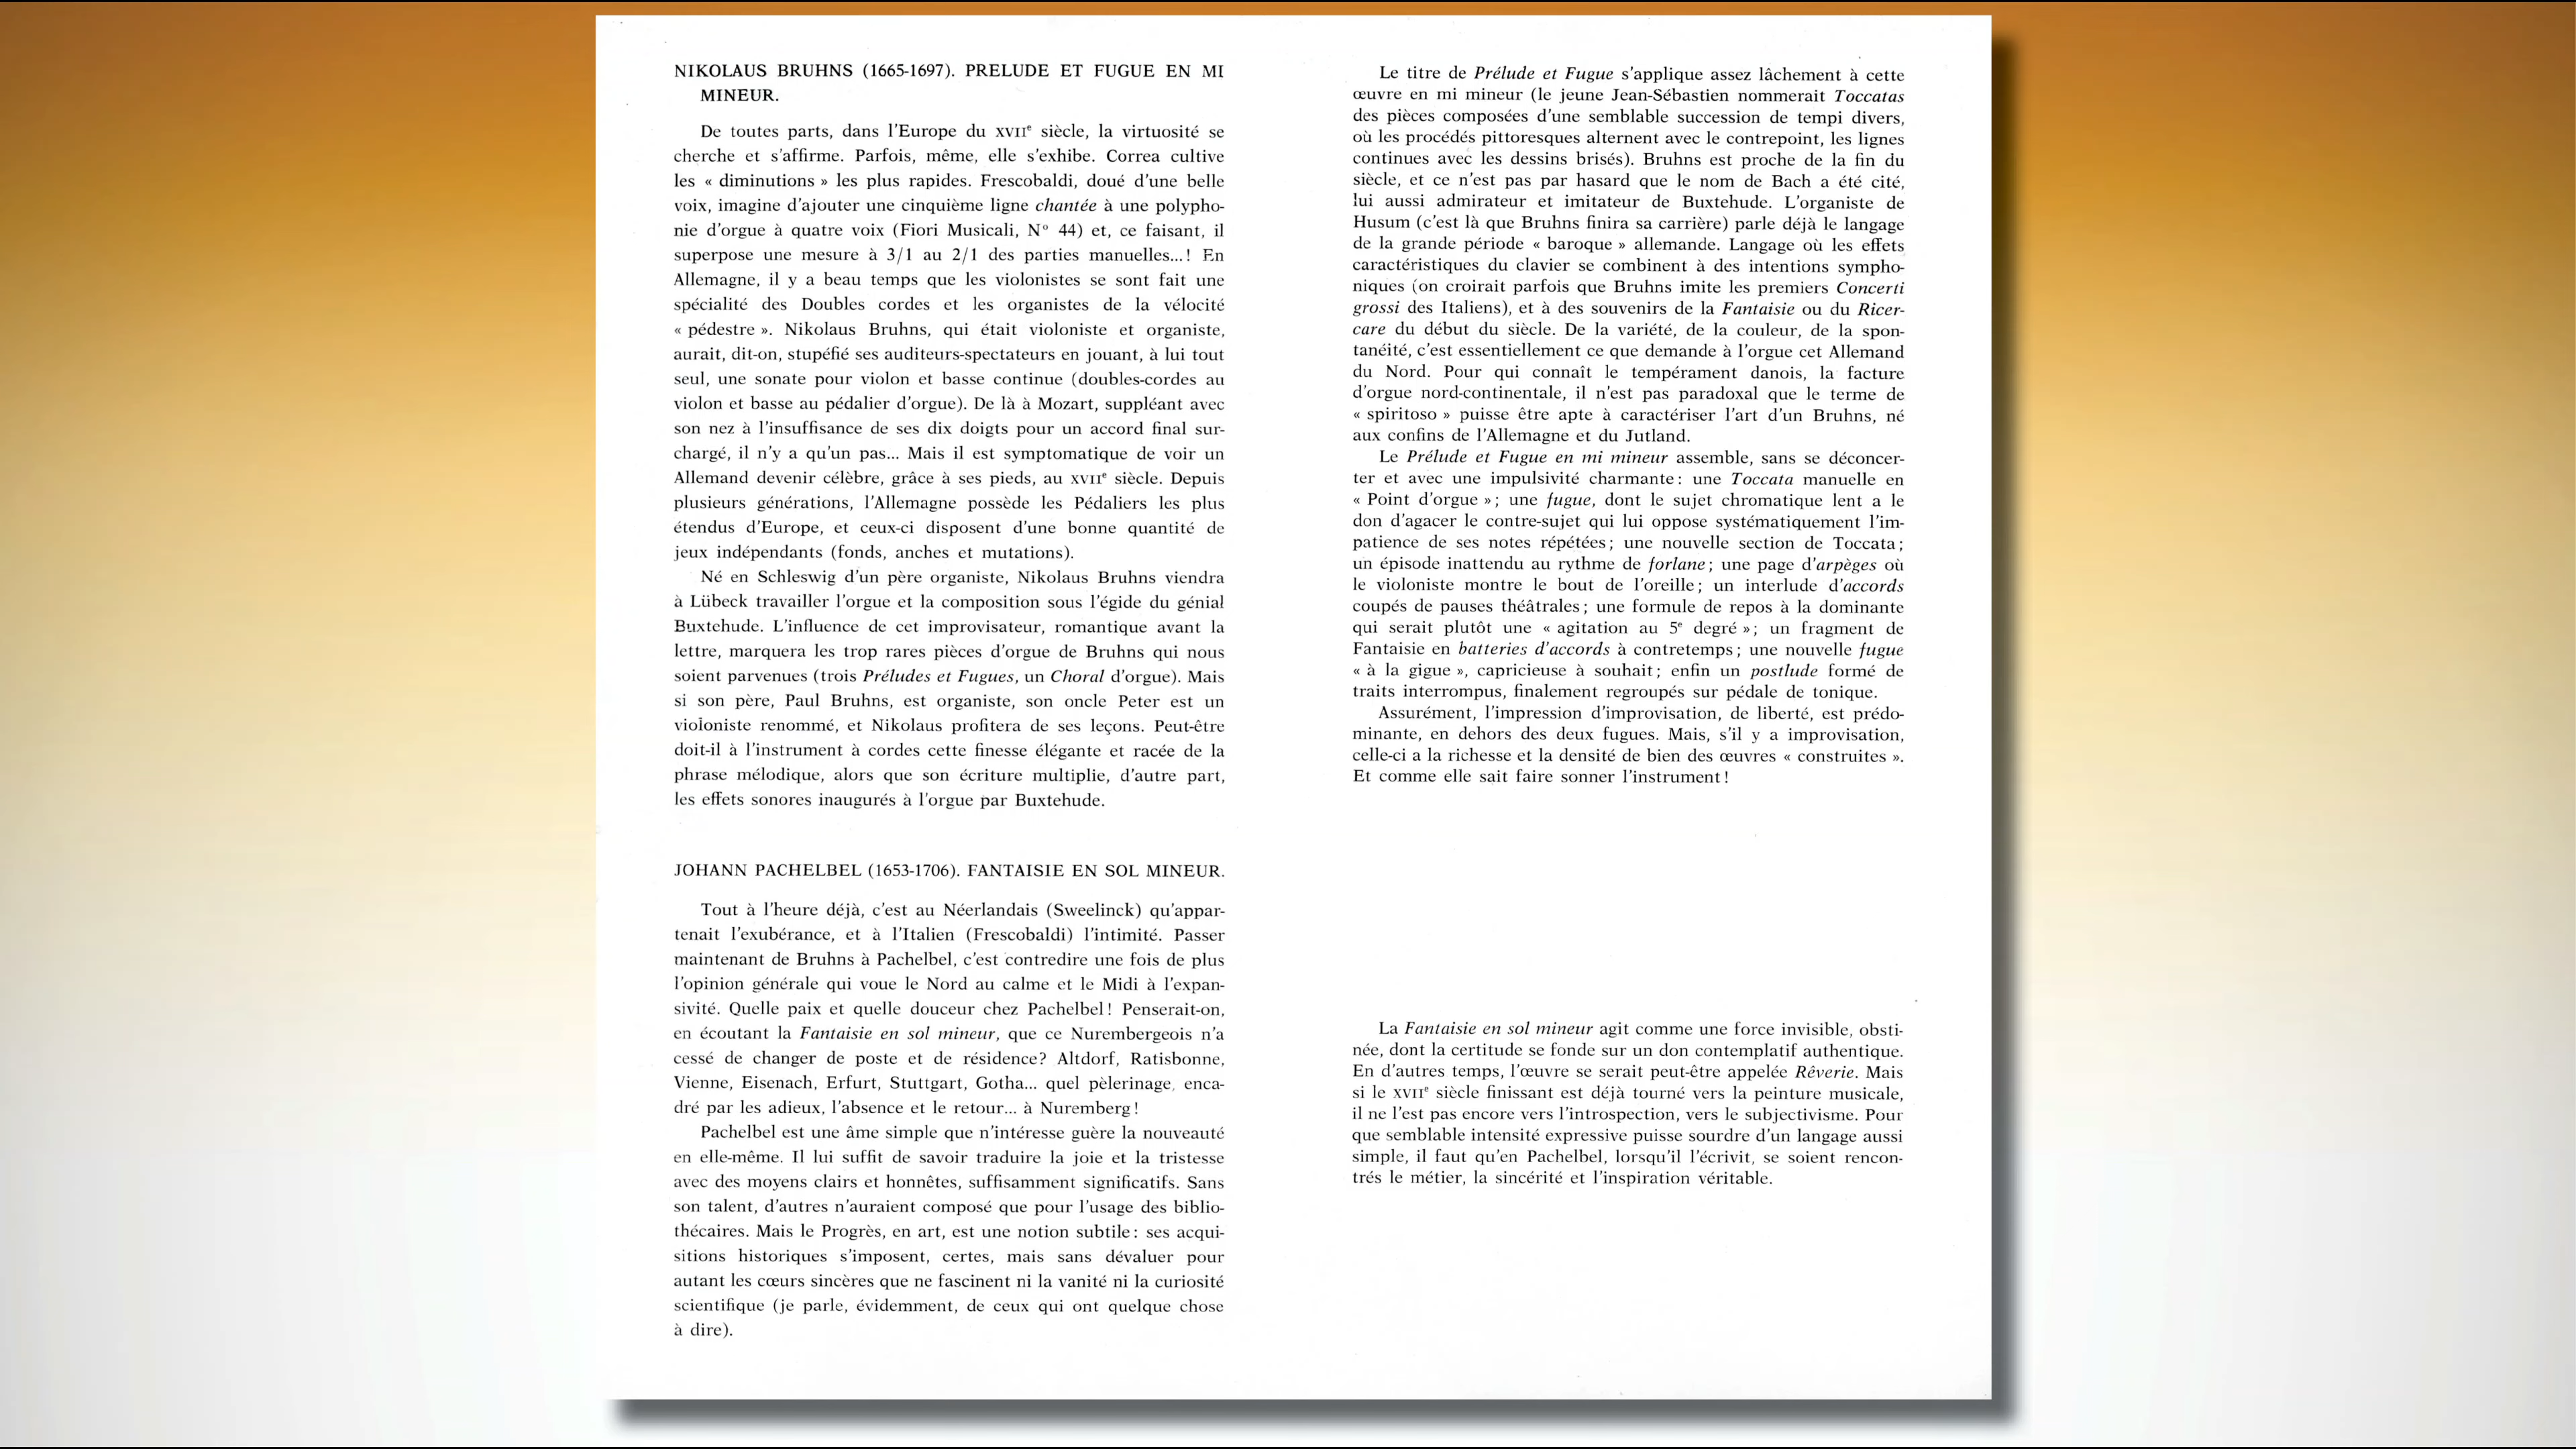 NIKOLAUS BRUHNS (1665-1697). PRELUDE ET FUGUE EN MI
MINEUR.
De toutes parts, dans l'Europe du XVIIe siècle, la virtuosité se
cherche et s'affirme. Parfois, même, elle s'exhibe. Correa cultive
les « diminutions » les plus rapides. Frescobaldi, doué d'une belle
voix, imagine d'ajouter une cinquième ligne chantée à une polypho-
nie d'orgue à quatre voix (Fiori Musicali, No 44) et, ce faisant, il
superpose une mesure à 3/1 au 2/1 des parties manuelles...! En
Allemagne, il y a beau temps que les violonistes se sont fait une
spécialité des Doubles cordes et les organistes de la vélocité
« pédestre ». Nikolaus Bruhns, qui était violoniste et organiste,
aurait, dit-on, stupéfié ses auditeurs-spectateurs en jouant, à lui tout
seul, une sonate pour violon et basse continue (doubles-cordes au
violon et basse au pédalier d'orgue). De là à Mozart, suppléant avec
son nez à l'insuffisance de ses dix doigts pour un accord final sur-
chargé, il n'y a qu'un pas... Mais il est symptomatique de voir un
Allemand devenir célèbre, grâce à ses pieds, au XVIIe siècle. Depuis
plusieurs générations, l'Allemagne possède les Pédaliers les plus
étendus d'Europe, et ceux-ci disposent d'une bonne quantité de
jeux indépendants (fonds, anches et mutations).
Né en Schleswig d'un père organiste, Nikolaus Bruhns viendra
à Lübeck travailler l'orgue et la composition sous l'égide du génial
Buxtehude. L'influence de cet improvisateur, romantique avant la
lettre, marquera les trop rares pièces d'orgue de Bruhns qui nous
soient parvenues (trois Préludes et Fugues, un Choral d'orgue). Mais
si son père, Paul Bruhns, est organiste, son oncle Peter est un
violoniste renommé, et Nikolaus profitera de ses leçons. Peut-être
doit-il à l'instrument à cordes cette finesse élégante et racée de la
phrase mélodique, alors que son écriture multiplie, d'autre part,
les effets sonores inaugurés à l'orgue par Buxtehude.
JOHANN PACHELBEL (1653-1706). FANTAISIE EN SOL MINEUR.
Tout à l'heure déjà, c'est au Néerlandais (Sweelinck) qu'appar-
tenait l'exubérance, et à l'Italien (Frescobaldi) l'intimité. Passer
maintenant de Bruhns à Pachelbel, c'est contredire une fois de plus
l'opinion générale qui voue le Nord au calme et le Midi à l'expan-
sivité. Quelle paix et quelle douceur chez Pachelbel! Penserait-on,
en écoutant la Fantaisie en sol mineur, que ce Nurembergeois n'a
cessé de changer de poste et de résidence? Altdorf, Ratisbonne,
Vienne, Eisenach, Erfurt, Stuttgart, Gotha... quel pèlerinage, enca-
dré par les adieux, l'absence et le retour... à Nuremberg!
Pachelbel est une âme simple que n'intéresse guère la nouveauté
en elle-même. Il lui suffit de savoir traduire la joie et la tristesse
avec des moyens clairs et honnêtes, suffisamment significatifs. Sans
son talent, d'autres n'auraient composé que pour l'usage des biblio-
thécaires. Mais le Progrès, en art, est une notion subtile: ses acqui-
sitions historiques s'imposent, certes, mais sans dévaluer pour
autant les cœurs sincères que ne fascinent ni la vanité ni la curiosité
scientifique (je parle, évidemment, de ceux qui ont quelque chose
à dire).
Le titre de Prélude et Fugue s'applique assez lâchement à cette
œuvre en mi mineur (le jeune Jean-Sébastien nommerait Toccatas
des pièces composées d'une semblable succession de tempi divers,
où les procédés pittoresques alternent avec le contrepoint, les lignes
continues avec les dessins brisés). Bruhns est proche de la fin du
siècle, et ce n'est pas par hasard que le nom de Bach a été cité,
lui aussi admirateur et imitateur de Buxtehude. L'organiste de
Husum (c'est là que Bruhns finira sa carrière) parle déjà le langage
de la grande période « baroque » allemande. Langage où les effets
caractéristiques du clavier se combinent à des intentions sympho-
niques (on croirait parfois que Bruhns imite les premiers Concerti
grossi des Italiens), et à des souvenirs de la Fantaisie ou du Ricer-
care du début du siècle. De la variété, de la couleur, de la spon-
tanéité, c'est essentiellement ce que demande à l'orgue cet Allemand
du Nord. Pour qui connaît le tempérament danois, la facture
d'orgue nord-continentale, il n'est pas paradoxal que le terme de
« spiritoso » puisse être apte à caractériser l'art d'un Bruhns, né
aux confins de l'Allemagne et du Jutland.
Le Prélude et Fugue en mi mineur assemble, sans se déconcer-
ter et avec une impulsivité charmante: une Toccata manuelle en
« Point d'orgue »; une fugue, dont le sujet chromatique lent a le
don d'agacer le contre-sujet qui lui oppose systématiquement l'im-
patience de ses notes répétées; une nouvelle section de Toccata;
un épisode inattendu au rythme de forlane; une page d'arpèges où
le violoniste montre le bout de l'oreille; un interlude d'accords
coupés de pauses théâtrales; une formule de repos à la dominante
qui serait plutôt une « agitation au 5e degré »; un fragment de
Fantaisie en batteries d'accords à contretemps; une nouvelle fugue
« à la gigue », capricieuse à souhait; enfin un postlude formé de
traits interrompus, finalement regroupés sur pédale de tonique.
Assurément, l'impression d'improvisation, de liberté, est prédo-
minante, en dehors des deux fugues. Mais, s'il y a improvisation,
celle-ci a la richesse et la densité de bien des œuvres « construites ».
Et comme elle sait faire sonner l'instrument!
La Fantaisie en sol mineur agit comme une force invisible, obsti-
née, dont la certitude se fonde sur un don contemplatif authentique.
En d'autres temps, l'œuvre se serait peut-être appelée Rêverie. Mais
si le XVIIe siècle finissant est déjà tourné vers la peinture musicale,
il ne l'est pas encore vers l'introspection, vers le subjectivisme. Pour
que semblable intensité expressive puisse sourdre d'un langage aussi
simple, il faut qu'en Pachelbel, lorsqu'il l'écrivit, se soient rencon-
trés le métier, la sincérité et l'inspiration véritable.